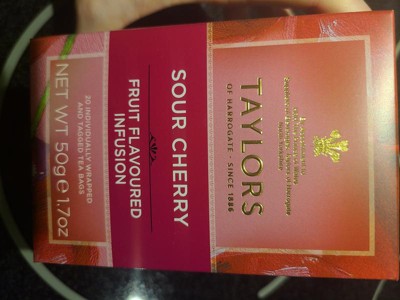 TAYLORS
OF HARROGATE · SINCE 1886
SOUR CHERRY
FRUIT FLAVOURED
INFUSION
20 INDIVIDUALLY WRAPPED
AND TAGGED TEA BAGS
NET WT 50g e 1.7oz